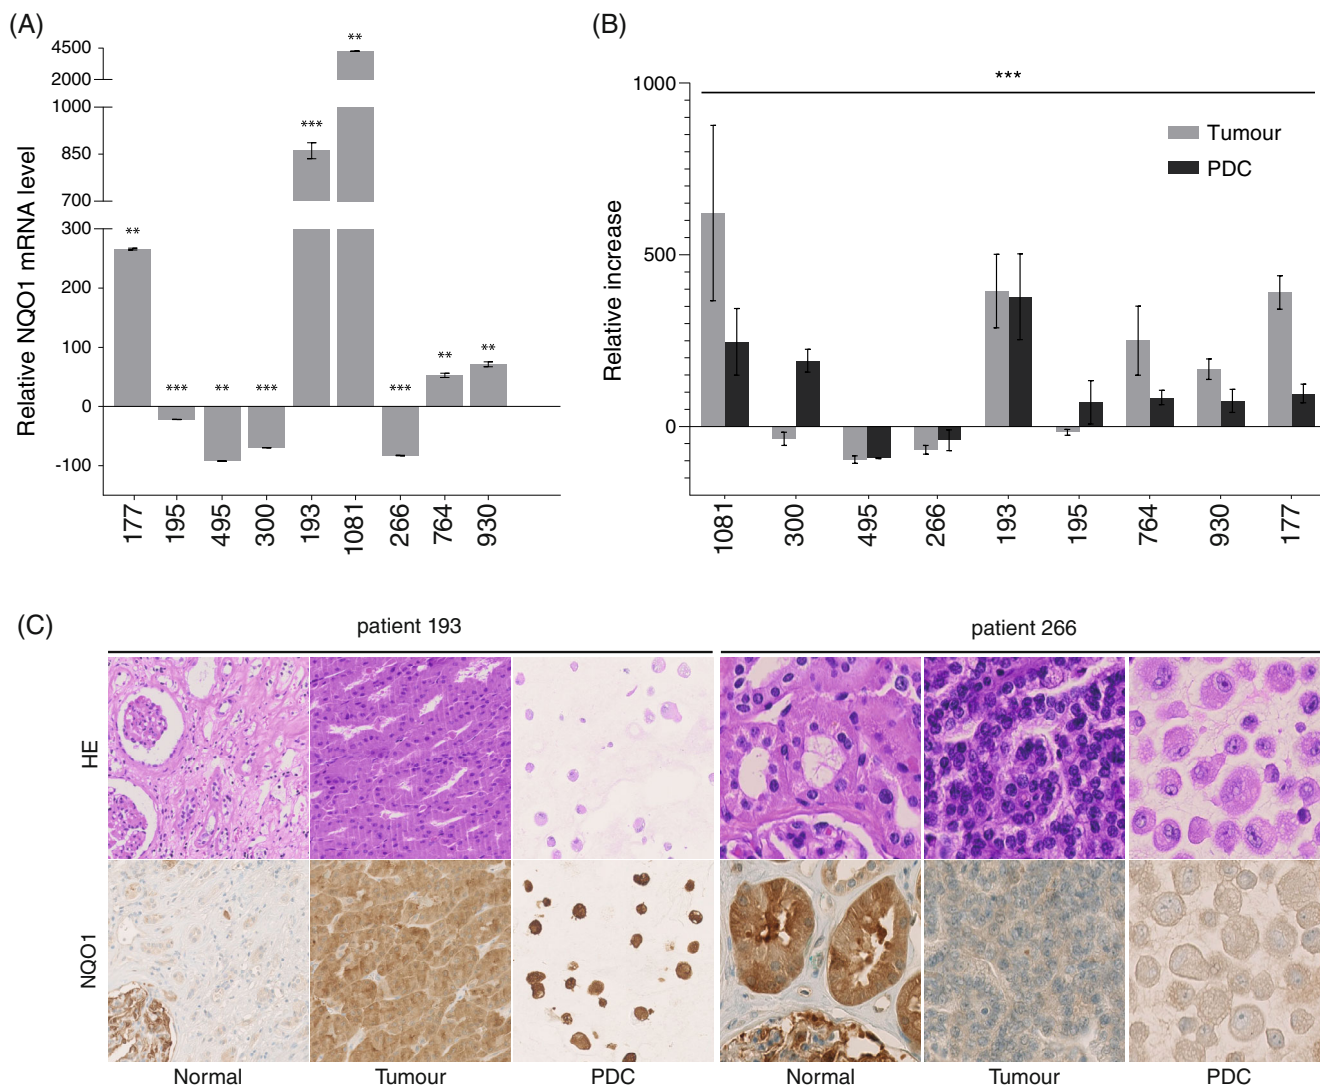 (A)
Relative NQO1 mRNA level
4500
2000
1000
850
700
300
200
100
0
-100
**
***
**
***
***
**
***
**
**
177
195
495
300
193
1081
266
764
930
(B)
Relative increase
1000
500
0
***
Tumour
PDC
1081
300
495
266
193
195
764
930
177
(C)
patient 193
patient 266
HE
NQO1
Normal
Tumour
PDC
Normal
Tumour
PDC